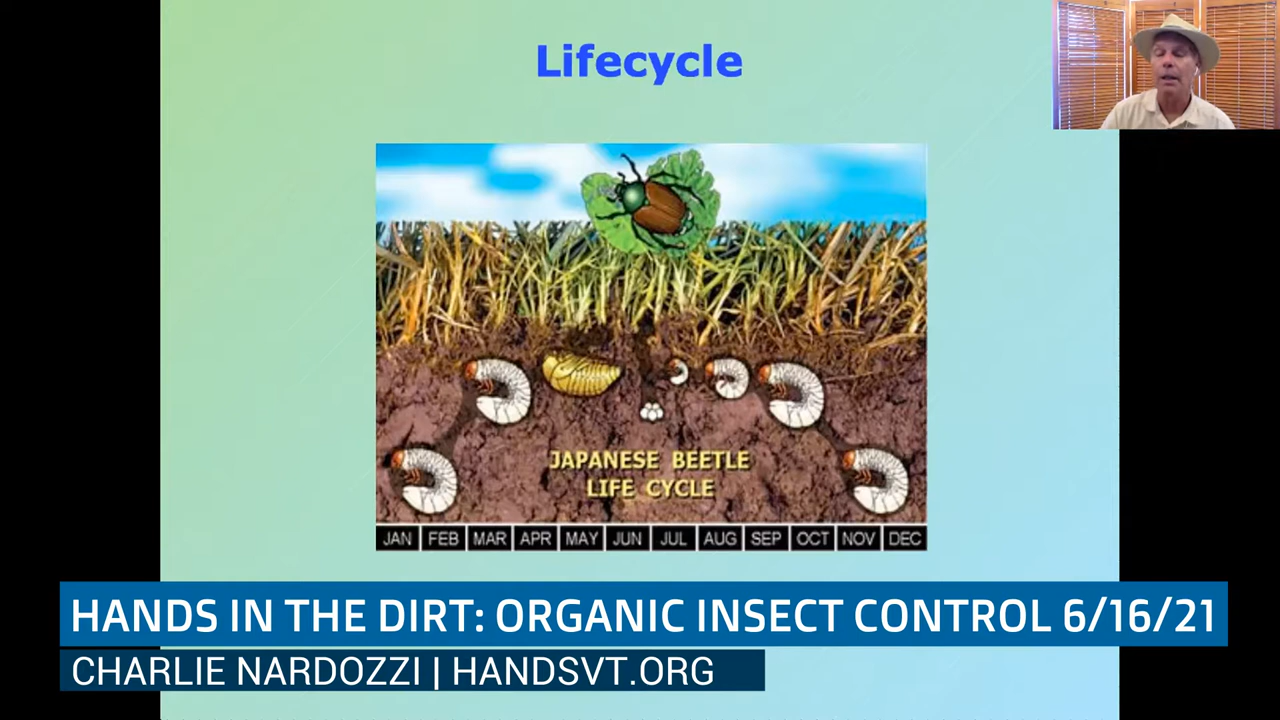 Lifecycle
JAPANESE BEETLE
LIFE CYCLE
JAN FEB MAR APR MAY JUN JUL AUG SEP OCT NOV DEC
HANDS IN THE DIRT: ORGANIC INSECT CONTROL 6/16/21
CHARLIE NARDOZZI | HANDSVT.ORG